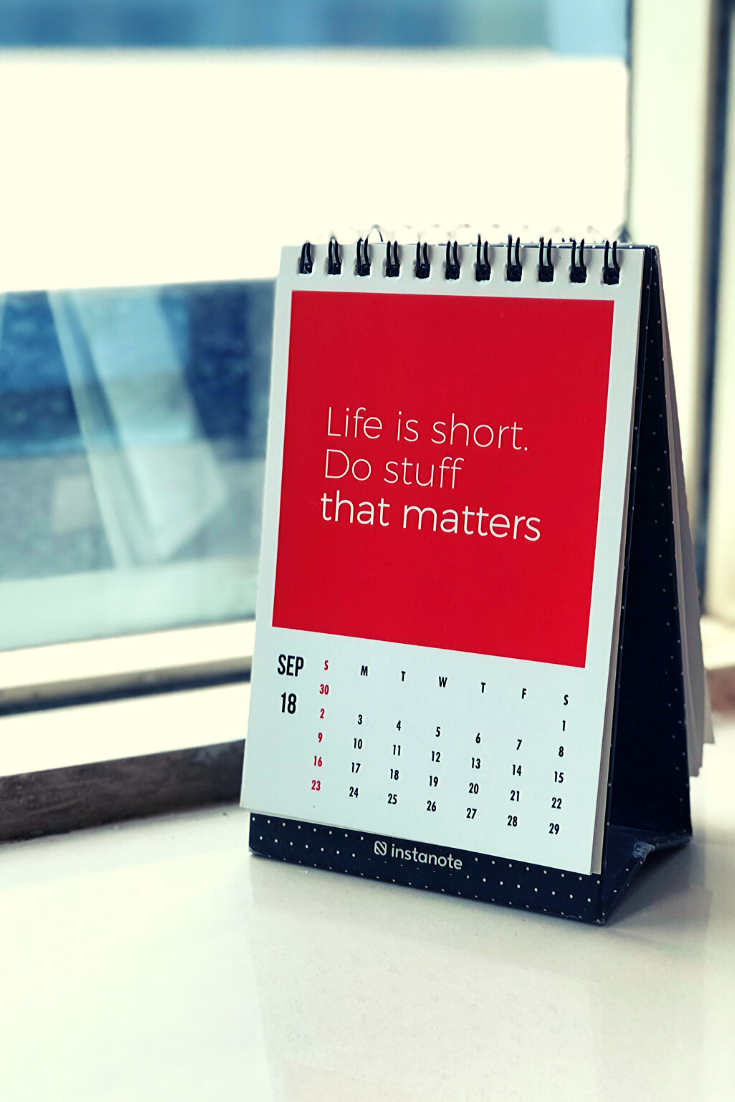 Life is short.
Do stuff
that matters
SEP
18
S M T W T F S
30 1
2 3 4 5 6 7 8
9 10 11 12 13 14 15
16 17 18 19 20 21 22
23 24 25 26 27 28 29
instanote